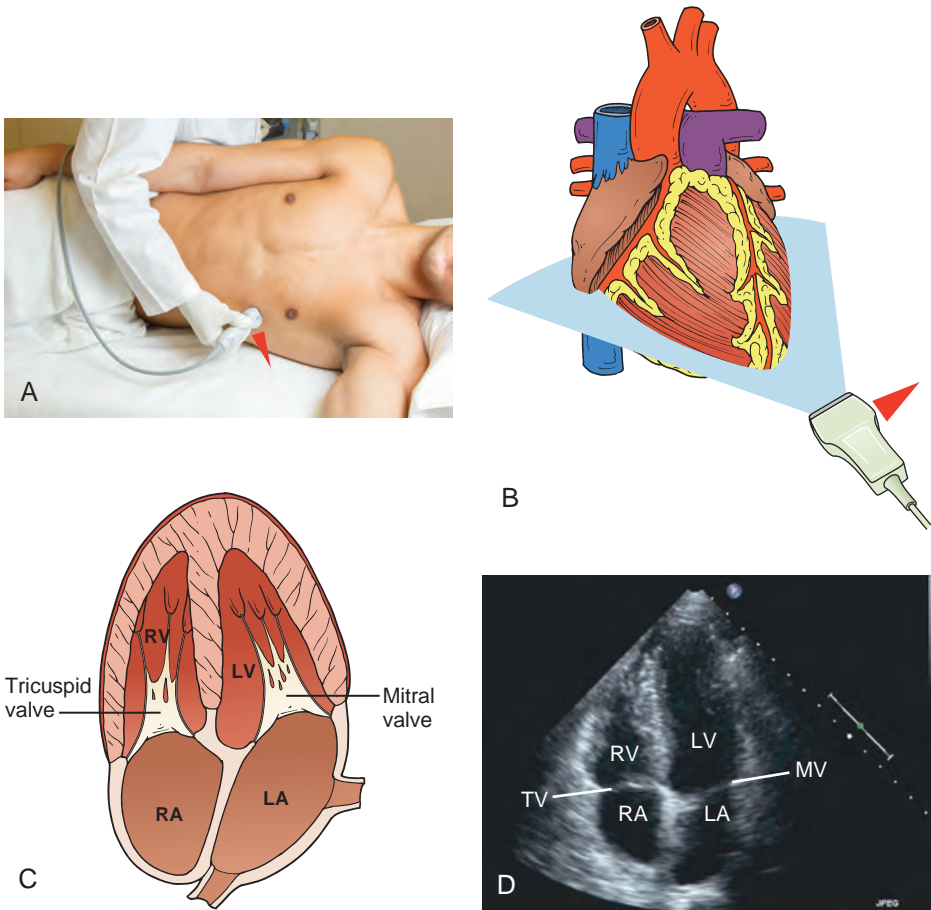 A
B
RV
LV
Tricuspid
valve
Mitral
valve
RA
LA
C
RV
LV
MV
TV
RA
LA
D
JPEG